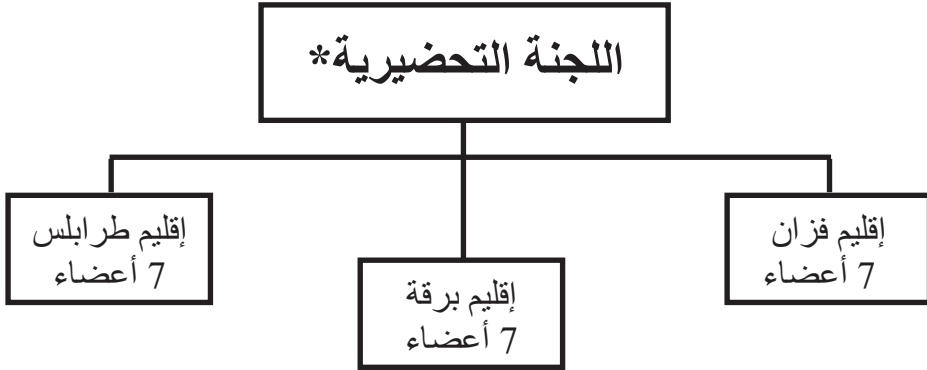 اللجنة التحضيرية*
إقليم فزان
7 أعضاء
إقليم برقة
7 أعضاء
إقليم طرابلس
7 أعضاء